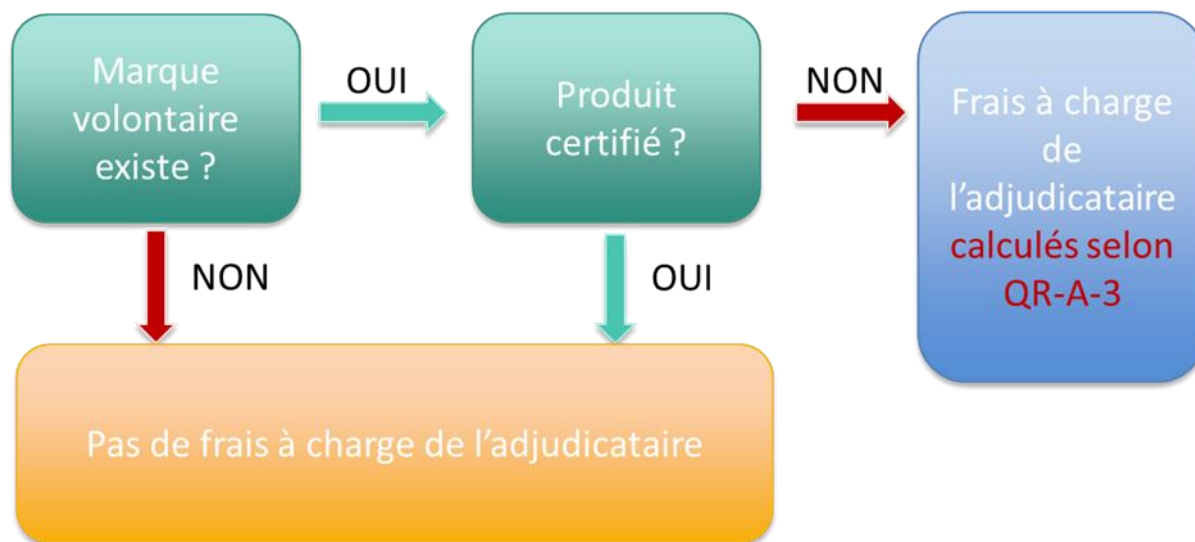 Marque
volontaire
existe ?
OUI
Produit
certifié ?
NON
Frais à charge
de
l’adjudicataire
calculés selon
QR-A-3
NON
OUI
Pas de frais à charge de l’adjudicataire